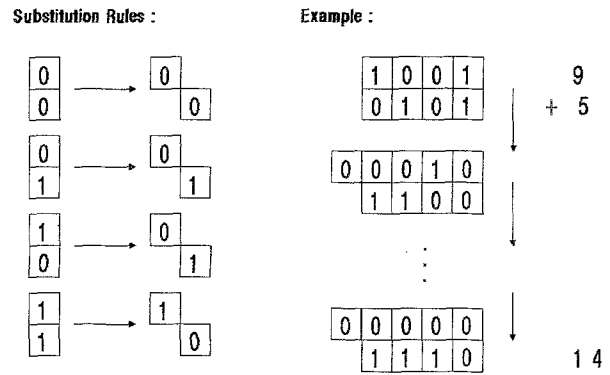 Substitution Rules :
0 0
0 0
0 0
1 1
1 0
0 1
1 1
1 0
Example :
1 0 0 1 9
0 1 0 1 + 5
0 0 0 1 0
1 1 0 0
0 0 0 0 0
1 1 1 0 1 4